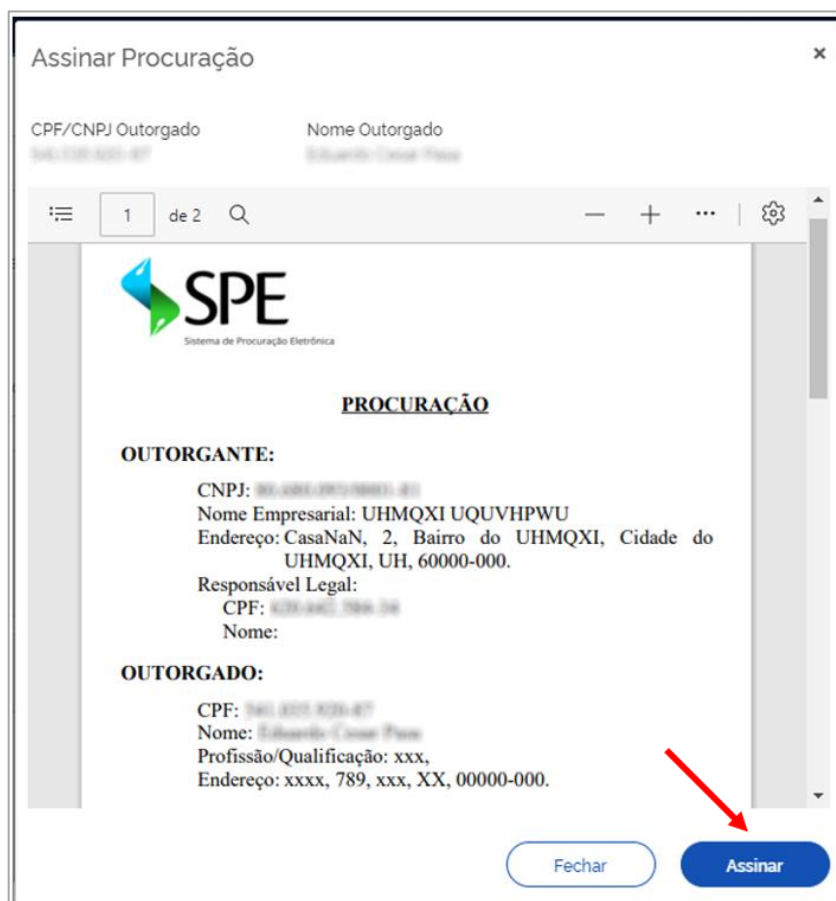 Assinar Procuração
×
CPF/CNPJ Outorgado Nome Outorgado
1 de 2
SPE
Sistema de Procuração Eletrônica
PROCURAÇÃO
OUTORGANTE:
CNPJ:
Nome Empresarial: UHMQXI UQUVHPWU
Endereço: CasaNaN, 2, Bairro do UHMQXI, Cidade do
UHMQXI, UH, 60000-000.
Responsável Legal:
CPF:
Nome:
OUTORGADO:
CPF:
Nome:
Profissão/Qualificação: xxx,
Endereço: xxxx, 789, xxx, XX, 00000-000.
Fechar Assinar